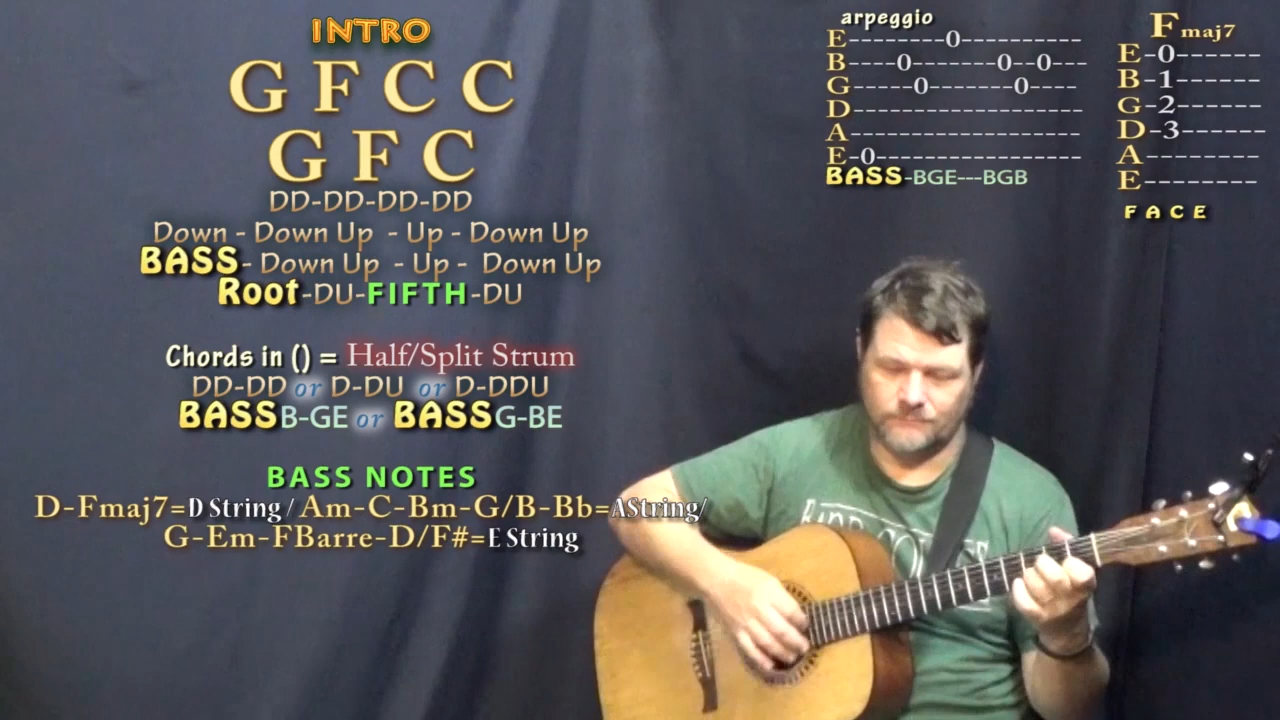 INTRO
G F C C
G F C
DD-DD-DD-DD
Down - Down Up - Up - Down Up
BASS- Down Up - Up - Down Up
Root-DU-FIFTH-DU
Chords in () = Half/Split Strum
DD-DD or D-DU or D-DDU
BASSB-GE or BASSG-BE
BASS NOTES
D-Fmaj7=D String / Am-C-Bm-G/B-Bb=AString/
G-Em-FBarre-D/F#=E String
arpeggio
E--------0----------
B----0-------0--0---
G-----0-------0----
D------------------
A------------------
E-0----------------
BASS-BGE---BGB
Fmaj7
E-0------
B-1------
G-2------
D-3-------
A--------
E--------
F A C E